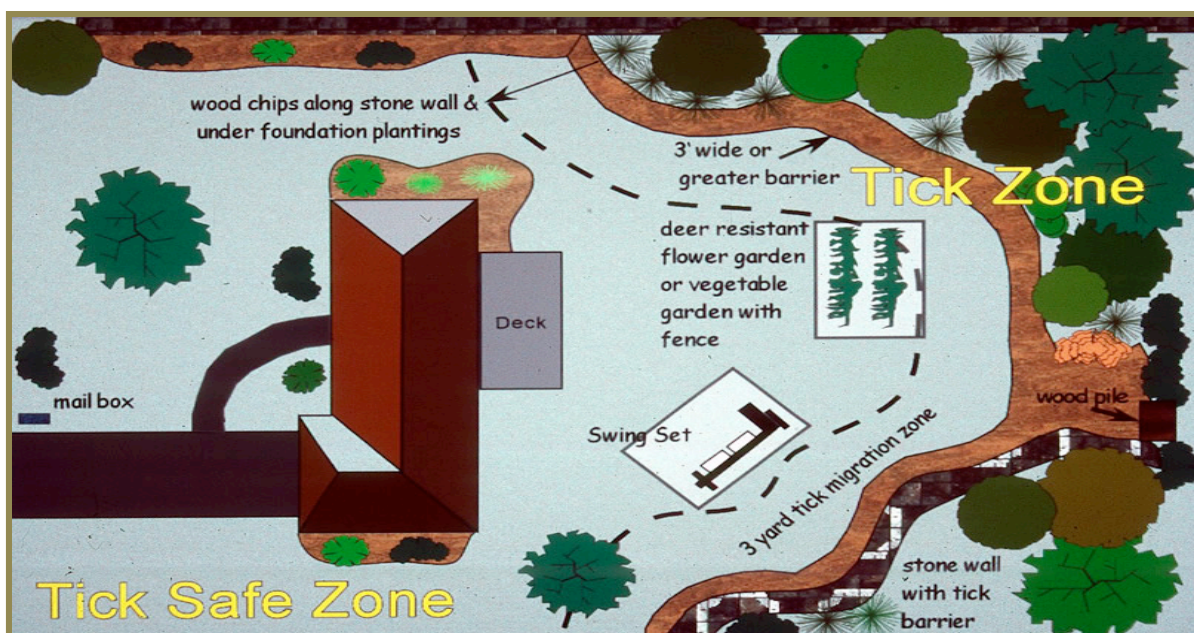 wood chips along stone wall &
under foundation plantings
3' wide or
greater barrier
Tick Zone
deer resistant
flower garden
or vegetable
garden with
fence
Deck
mail box
wood pile
Swing Set
3 yard tick migration zone
stone wall
with tick
barrier
Tick Safe Zone